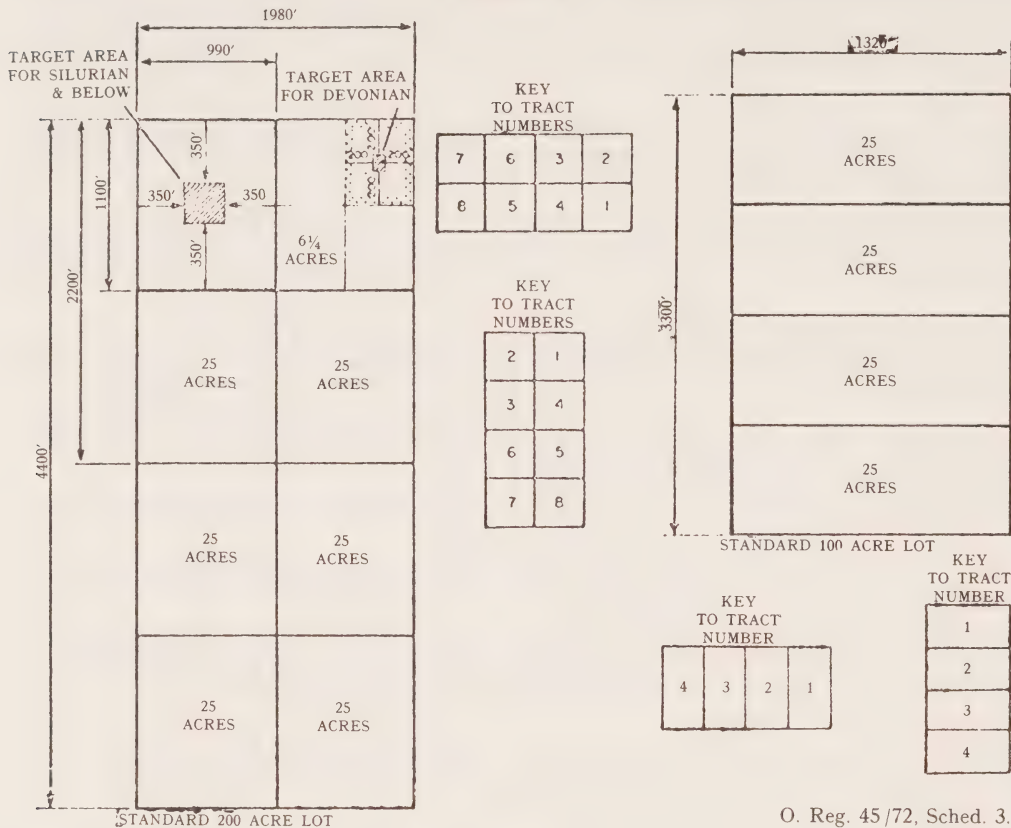 1980'
990'
1320'
TARGET AREA
FOR SILURIAN
& BELOW
TARGET AREA
FOR DEVONIAN
KEY
TO TRACT
NUMBERS
7 6 3 2
8 5 4 1
350'
350'
350
350'
1100'
2200'
4400'
6¼
ACRES
25
ACRES
25
ACRES
25
ACRES
25
ACRES
25
ACRES
25
ACRES
STANDARD 200 ACRE LOT
KEY
TO TRACT
NUMBERS
2 1
3 4
6 5
7 8
3300'
25
ACRES
25
ACRES
25
ACRES
25
ACRES
STANDARD 100 ACRE LOT
KEY
TO TRACT
NUMBER
4 3 2 1
KEY
TO TRACT
NUMBER
1
2
3
4
O. Reg. 45/72, Sched. 3.